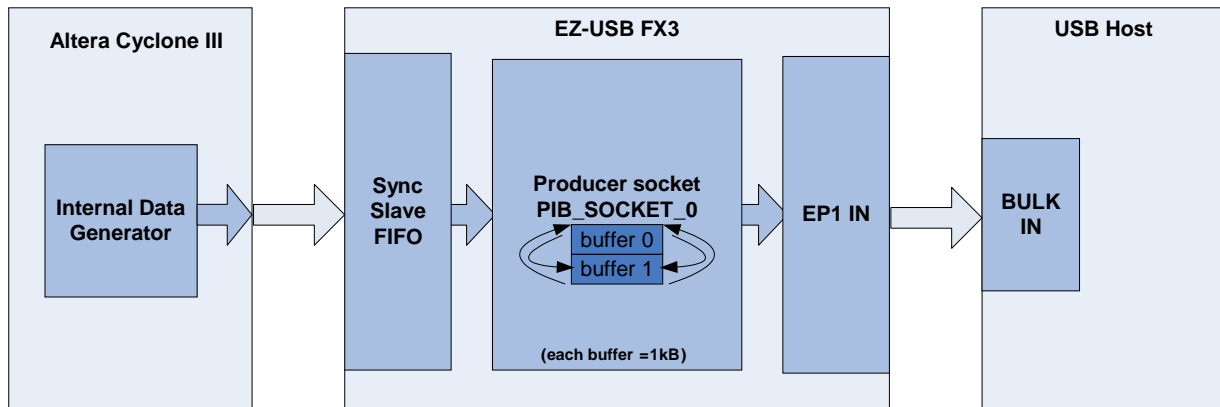 Altera Cyclone III
Internal Data
Generator
EZ-USB FX3
Sync
Slave
FIFO
Producer socket
PIB_SOCKET_0
buffer 0
buffer 1
(each buffer =1kB)
EP1 IN
USB Host
BULK
IN